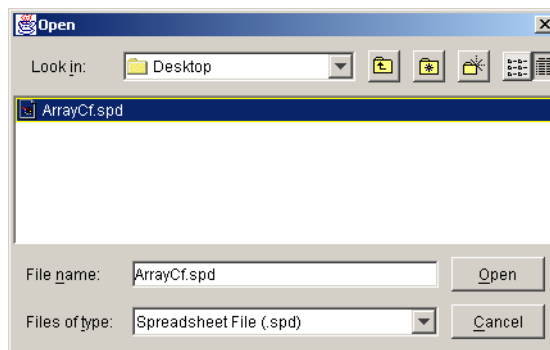 Open
Look in: Desktop
ArrayCf.spd
File name: ArrayCf.spd Open
Files of type: Spreadsheet File (.spd) Cancel